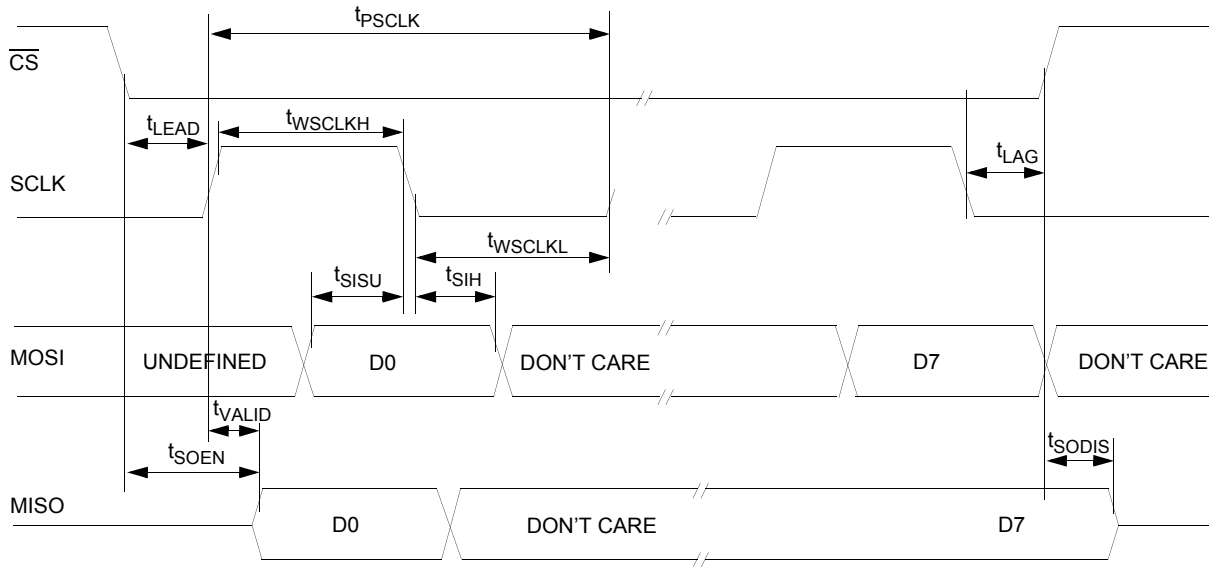 tPSCLK
CS
tLEAD
tWSCLKH
tLAG
SCLK
tWSCLKL
tSISU
tSIH
MOSI
UNDEFINED
D0
DON'T CARE
D7
DON'T CARE
tVALID
tSOEN
tSODIS
MISO
D0
DON'T CARE
D7